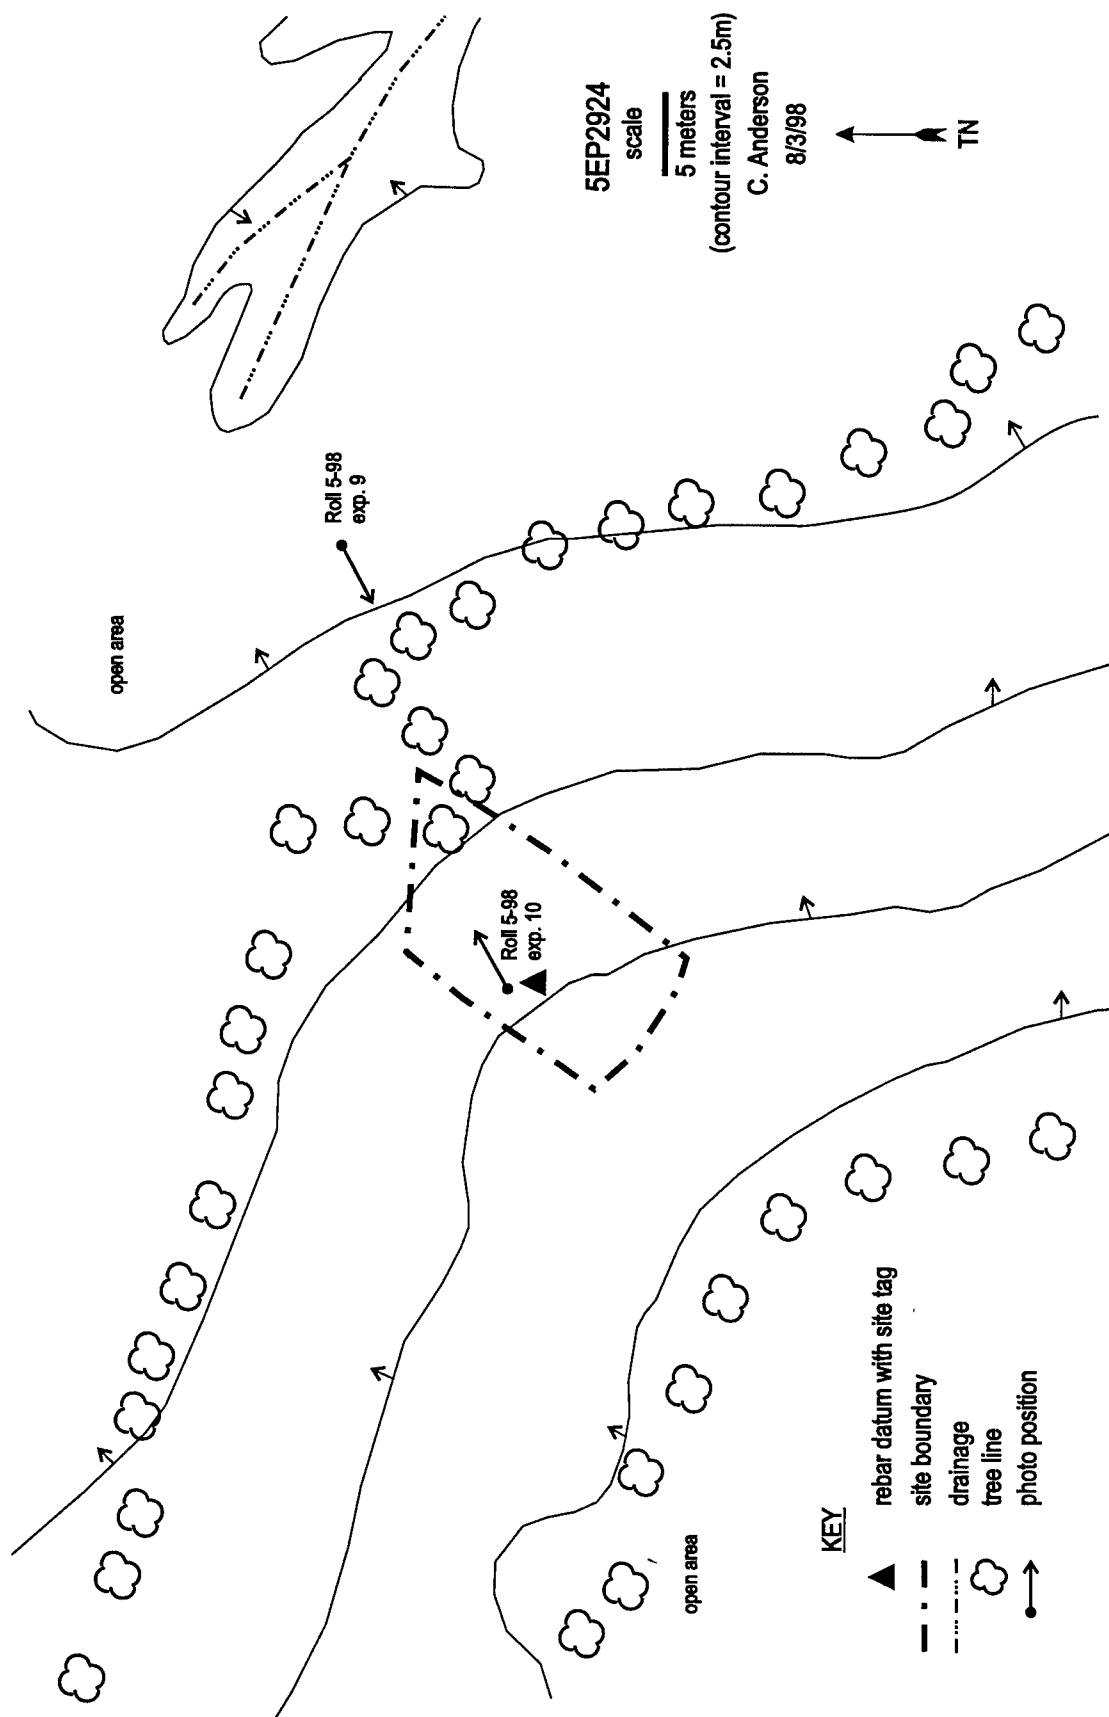 open area
Roll 5-98
exp. 9
Roll 5-98
exp. 10
open area
5EP2924
scale
5 meters
(contour interval = 2.5m)
C. Anderson
8/3/98
TN
KEY
rebar datum with site tag
site boundary
drainage
tree line
photo position